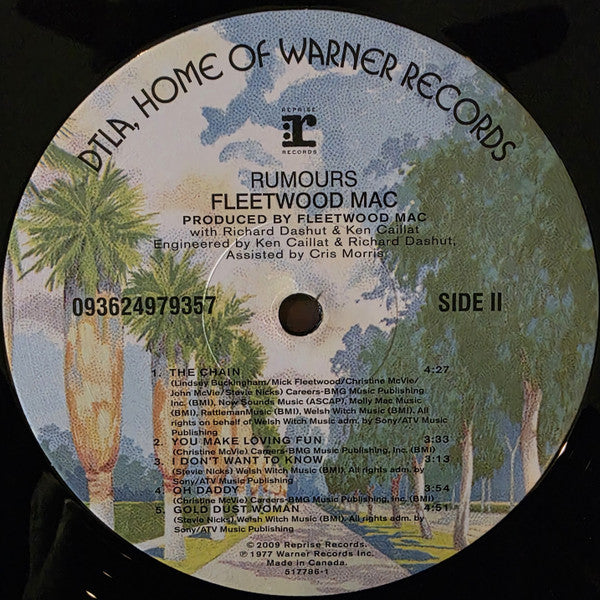 DTLA, HOME OF WARNER RECORDS
REPRISE
r
RECORDS
RUMOURS
FLEETWOOD MAC
PRODUCED BY FLEETWOOD MAC
with Richard Dashut & Ken Caillat
Engineered by Ken Caillat & Richard Dashut,
Assisted by Cris Morris
093624979357
SIDE II
1. THE CHAIN 4:27
(Lindsey Buckingham/Mick Fleetwood/Christine McVie/
John McVie/Stevie Nicks) Careers-BMG Music Publishing
Inc. (BMI), Now Sounds Music (ASCAP), Molly Mac Music
(BMI), RattlemanMusic (BMI), Welsh Witch Music (BMI). All
rights on behalf of Welsh Witch Music adm. by Sony/ATV Music
Publishing
2. YOU MAKE LOVING FUN 3:33
(Christine McVie) Careers-BMG Music Publishing, Inc. (BMI)
3. I DON'T WANT TO KNOW 3:13
(Stevie Nicks) Welsh Witch Music (BMI). All rights adm. by
Sony/ATV Music Publishing
4. OH DADDY 3:54
(Christine McVie) Careers-BMG Music Publishing, Inc. (BMI)
5. GOLD DUST WOMAN 4:51
(Stevie Nicks) Welsh Witch Music (BMI). All rights adm. by
Sony/ATV Music Publishing
© 2009 Reprise Records.
℗ 1977 Warner Records Inc.
Made in Canada.
517786-1